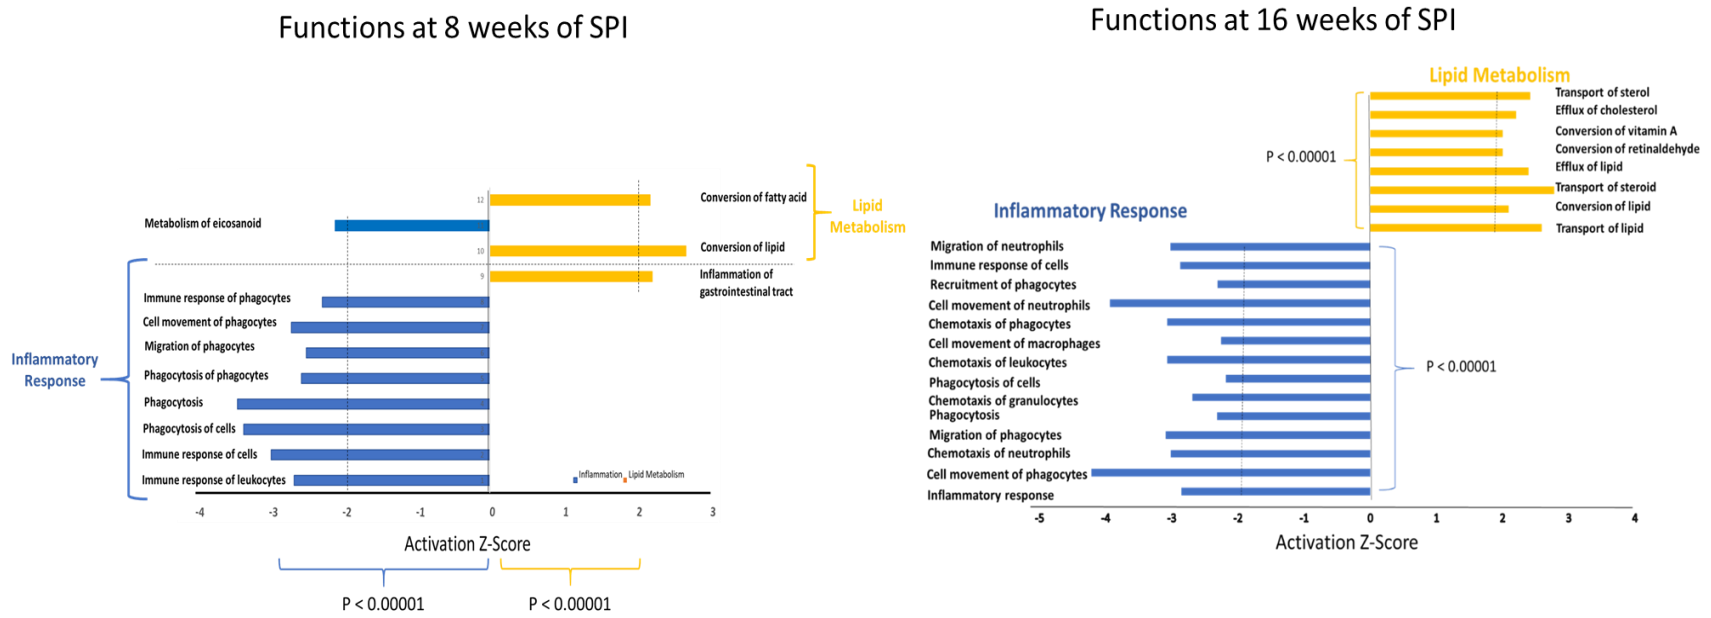 Functions at 8 weeks of SPI
12
Conversion of fatty acid
Metabolism of eicosanoid
Lipid
Metabolism
10
Conversion of lipid
9
Inflammation of
gastrointestinal tract
Immune response of phagocytes
Cell movement of phagocytes
Migration of phagocytes
Inflammatory
Response
Phagocytosis of phagocytes
Phagocytosis
Phagocytosis of cells
Immune response of cells
Immune response of leukocytes
Inflammation Lipid Metabolism
-4 -3 -2 -1 0 1 2 3
Activation Z-Score
P < 0.00001 P < 0.00001
Functions at 16 weeks of SPI
Lipid Metabolism
Transport of sterol
Efflux of cholesterol
Conversion of vitamin A
Conversion of retinaldehyde
P < 0.00001
Efflux of lipid
Transport of steroid
Conversion of lipid
Transport of lipid
Inflammatory Response
Migration of neutrophils
Immune response of cells
Recruitment of phagocytes
Cell movement of neutrophils
Chemotaxis of phagocytes
Cell movement of macrophages
Chemotaxis of leukocytes
P < 0.00001
Phagocytosis of cells
Chemotaxis of granulocytes
Phagocytosis
Migration of phagocytes
Chemotaxis of neutrophils
Cell movement of phagocytes
Inflammatory response
-5 -4 -3 -2 -1 0 1 2 3 4
Activation Z-Score